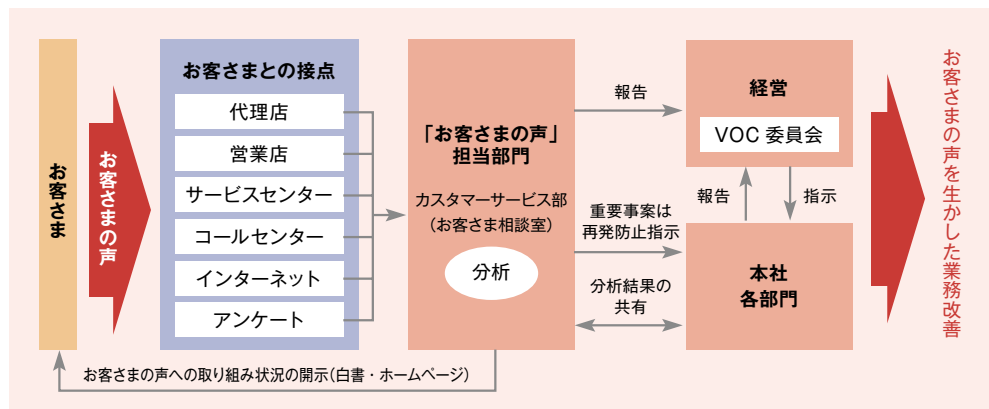 お客さま
お客さまの声
お客さまとの接点
代理店
営業店
サービスセンター
コールセンター
インターネット
アンケート
「お客さまの声」
担当部門
カスタマーサービス部
（お客さま相談室）
分析
報告
重要事案は
再発防止指示
分析結果の
共有
経営
VOC 委員会
報告
指示
本社
各部門
お客さまの声を生かした業務改善
お客さまの声への取り組み状況の開示（白書・ホームページ）